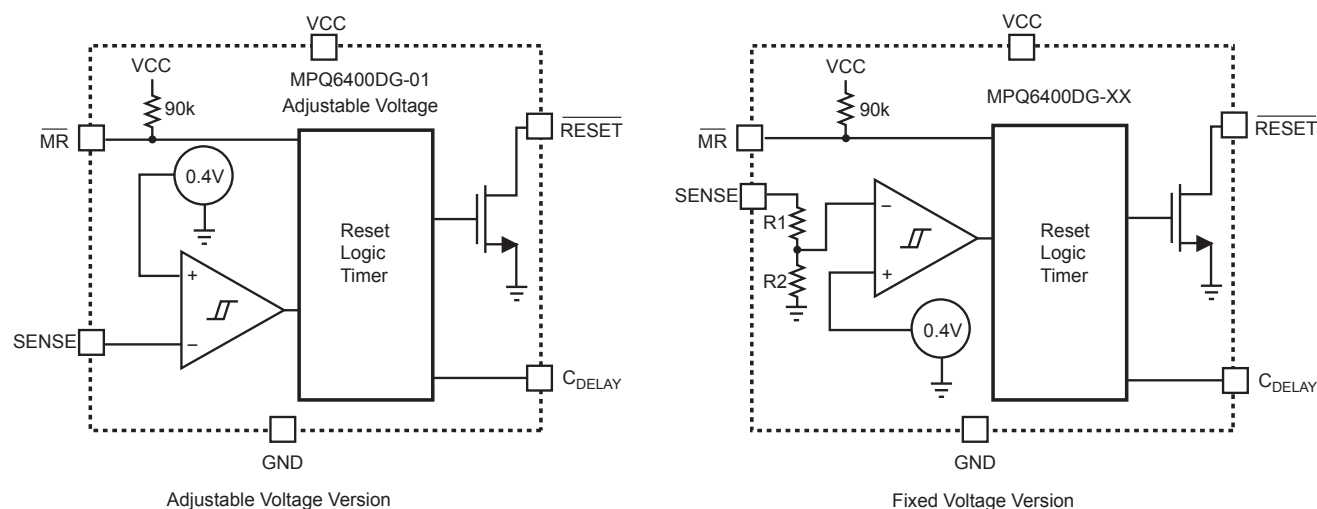 VCC
VCC
MPQ6400DG-01
Adjustable Voltage
90k
MR
RESET
0.4V
+
Reset
Logic
Timer
SENSE
−
CDELAY
GND
Adjustable Voltage Version
VCC
VCC
MPQ6400DG-XX
90k
MR
RESET
SENSE
R1
−
Reset
Logic
Timer
R2
+
0.4V
CDELAY
GND
Fixed Voltage Version